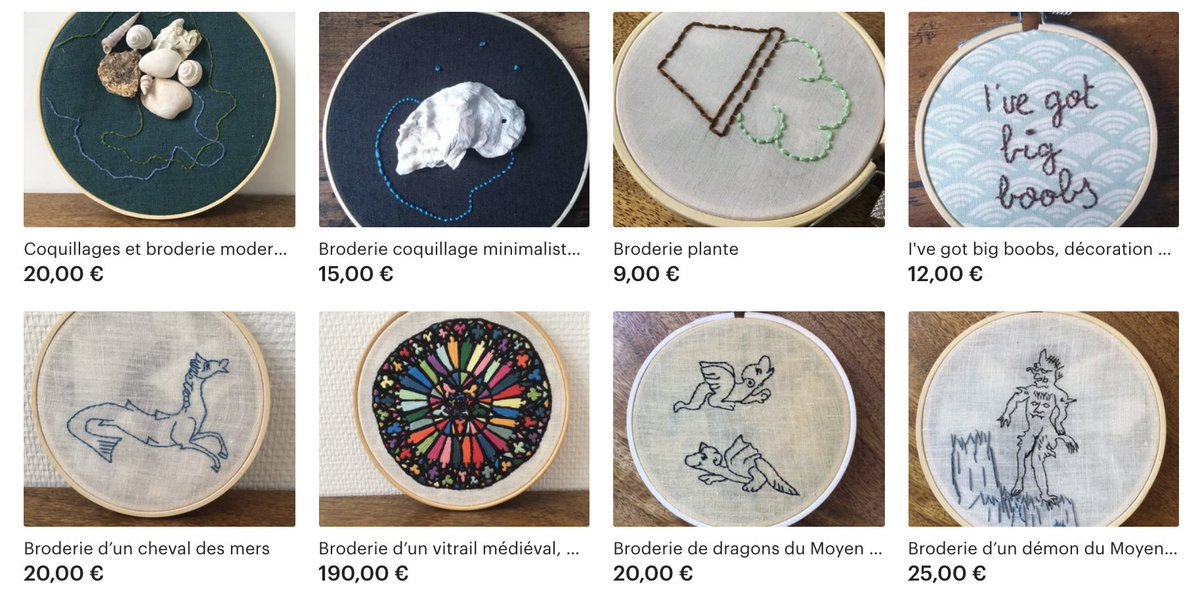 I've got
big
boobs
Coquillages et broderie moder...
20,00 €
Broderie coquillage minimalist...
15,00 €
Broderie plante
9,00 €
I've got big boobs, décoration ...
12,00 €
Broderie d’un cheval des mers
20,00 €
Broderie d’un vitrail médiéval, ...
190,00 €
Broderie de dragons du Moyen ...
20,00 €
Broderie d’un démon du Moyen...
25,00 €